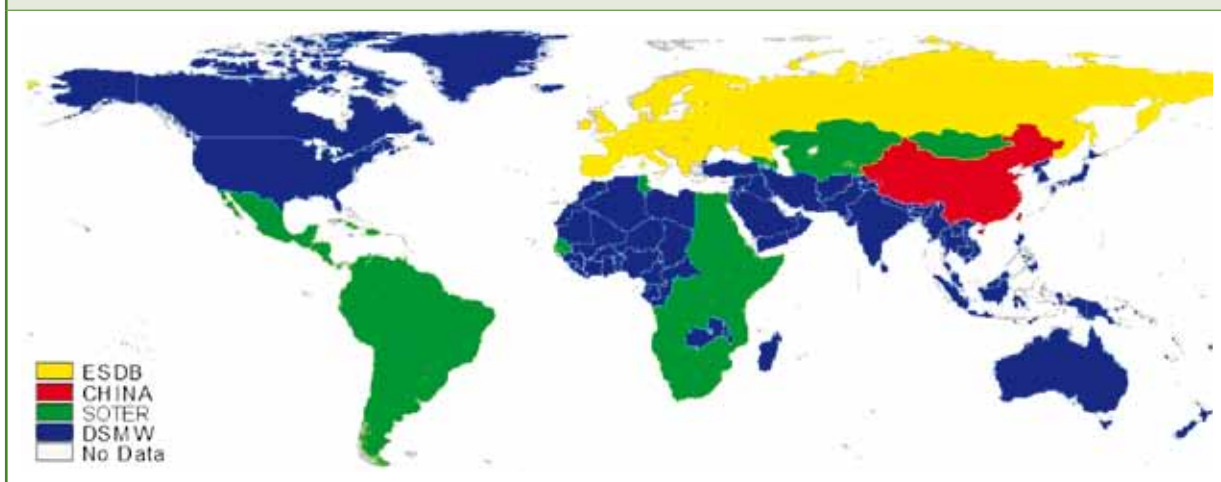 ESDB
CHINA
SOTER
DSMW
No Data